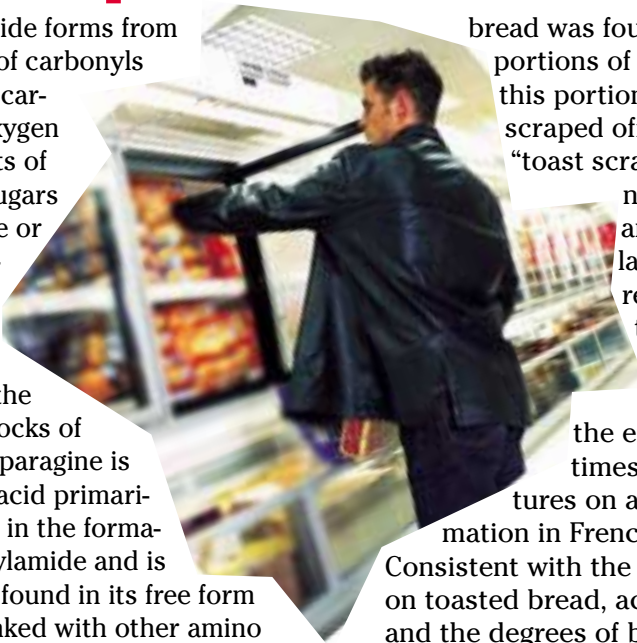 ide forms from
of carbonyls
car-
xygen
ts of
ugars
e or
the
ocks of
paragine is
acid primari-
in the forma-
ylamide and is
found in its free form
nked with other amino
bread was fou
portions of
this portion
scraped of
“toast scra
n
a
la
re
the e
times
tures on a
mation in Frenc
Consistent with the
on toasted bread, ac
and the degrees of b